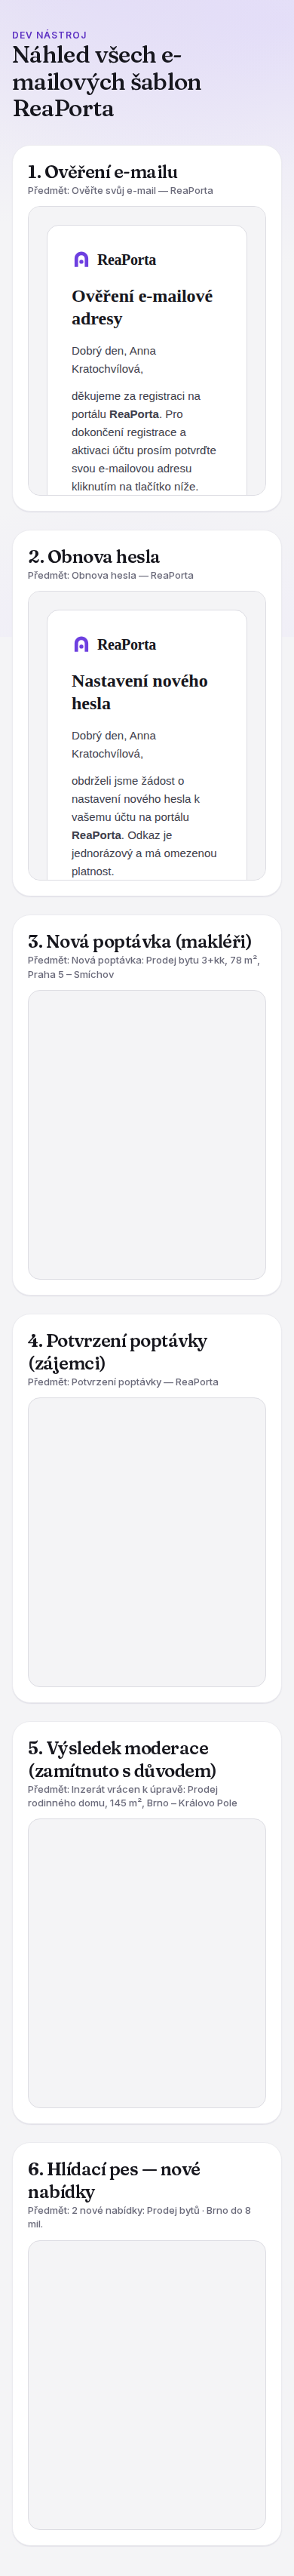 DEV NÁSTROJ
Náhled všech e-
mailových šablon
ReaPorta
1. Ověření e-mailu
Předmět: Ověřte svůj e-mail — ReaPorta
ReaPorta
Ověření e-mailové
adresy
Dobrý den, Anna
Kratochvílová,
děkujeme za registraci na
portálu ReaPorta. Pro
dokončení registrace a
aktivaci účtu prosím potvrďte
svou e-mailovou adresu
kliknutím na tlačítko níže.
2. Obnova hesla
Předmět: Obnova hesla — ReaPorta
ReaPorta
Nastavení nového
hesla
Dobrý den, Anna
Kratochvílová,
obdrželi jsme žádost o
nastavení nového hesla k
vašemu účtu na portálu
ReaPorta. Odkaz je
jednorázový a má omezenou
platnost.
3. Nová poptávka (makléři)
Předmět: Nová poptávka: Prodej bytu 3+kk, 78 m²,
Praha 5 – Smíchov
4. Potvrzení poptávky
(zájemci)
Předmět: Potvrzení poptávky — ReaPorta
5. Výsledek moderace
(zamítnuto s důvodem)
Předmět: Inzerát vrácen k úpravě: Prodej
rodinného domu, 145 m², Brno – Královo Pole
6. Hlídací pes — nové
nabídky
Předmět: 2 nové nabídky: Prodej bytů · Brno do 8
mil.